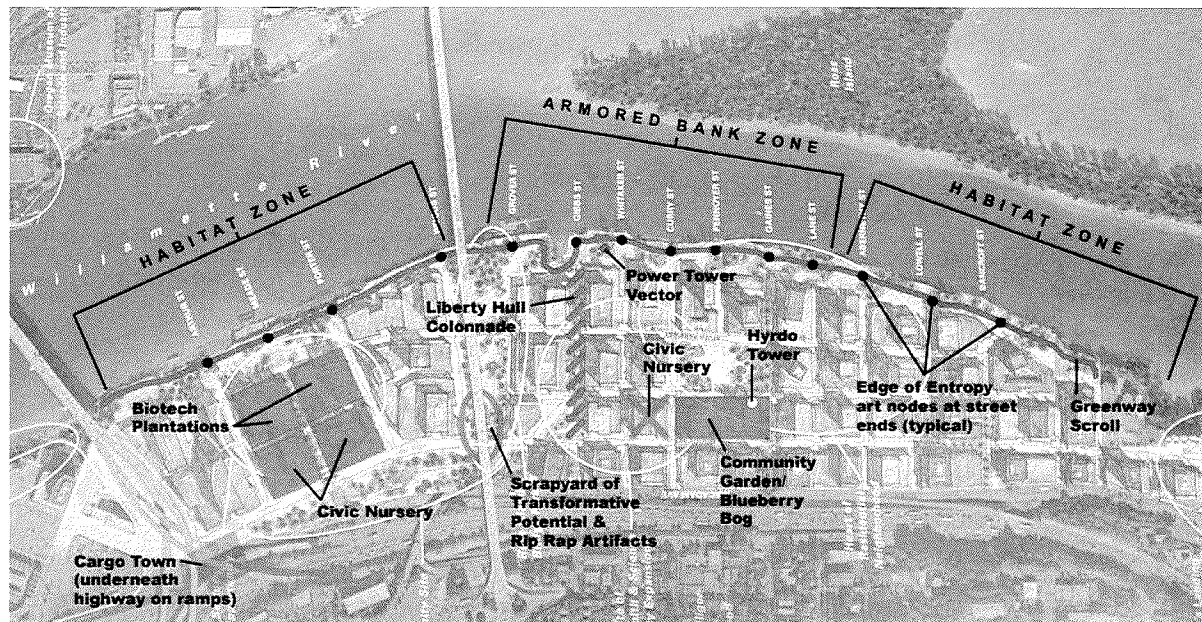 Ross
Island
ARMORED BANK ZONE
Willamette River
HABITAT ZONE
HABITAT ZONE
GROVER ST
GIBBS ST
WHITAKER ST
CURRY ST
PENNOYER ST
GAINES ST
LANE ST
LOWELL ST
BANCROFT ST
Power Tower
Vector
Liberty Hull
Colonnade
Civic
Nursery
Hyrdo
Tower
Edge of Entropy
art nodes at street
ends (typical)
Greenway
Scroll
Biotech
Plantations
Civic Nursery
Scrapyard of
Transformative
Potential &
Rip Rap Artifacts
Community
Garden/
Blueberry
Bog
Cargo Town
(underneath
highway on ramps)